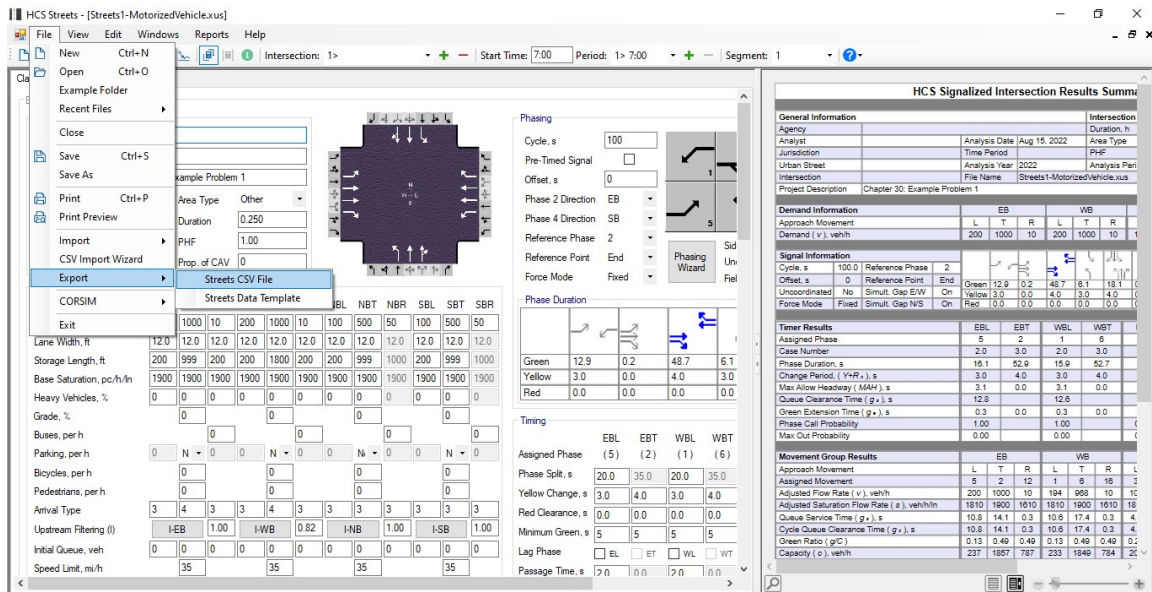 HCS Streets - [Streets1-MotorizedVehicle.xus]
File View Edit Windows Reports Help
Intersection: 1> Start Time: 7:00 Period: 1> 7:00 Segment: 1
New Ctrl+N
Open Ctrl+O
Example Folder
Recent Files
Close
Save Ctrl+S
Save As
Print Ctrl+P
Print Preview
Import
CSV Import Wizard
Export
CORSIM
Exit
Streets CSV File
Streets Data Template
xample Problem 1
Area Type Other
Duration 0.250
PHF 1.00
Prop. of CAV 0
NBL NBT NBR SBL SBT SBR
1000 10 200 1000 10 100 500 50 100 500 50
Lane Width, ft 12.0 12.0 12.0 12.0 12.0 12.0 12.0 12.0 12.0 12.0 12.0 12.0
Storage Length, ft 200 999 200 200 1800 200 200 999 1000 200 999 1000
Base Saturation, pc/h/ln 1900 1900 1900 1900 1900 1900 1900 1900 1900 1900 1900 1900
Heavy Vehicles, % 0 0 0 0 0 0 0 0 0 0 0 0
Grade, % 0 0 0 0
Buses, per h 0 0 0 0
Parking, per h 0 N 0 0 N 0 0 N 0 0 N 0
Bicycles, per h 0 0 0 0
Pedestrians, per h 0 0 0 0
Arrival Type 3 4 3 3 4 3 3 3 3 3 3 3
Upstream Filtering (I) I-EB 1.00 I-WB 0.82 I-NB 1.00 I-SB 1.00
Initial Queue, veh 0 0 0 0 0 0 0 0 0 0 0 0
Speed Limit, mi/h 35 35 35 35
Phasing
Cycle, s 100
Pre-Timed Signal
Offset, s 0
Phase 2 Direction EB
Phase 4 Direction SB
Reference Phase 2
Reference Point End
Force Mode Fixed
Phasing Wizard
1
5
Phase Duration
Green 12.9 0.2 48.7 6.1
Yellow 3.0 0.0 4.0 3.0
Red 0.0 0.0 0.0 0.0
Timing
EBL EBT WBL WBT
Assigned Phase (5) (2) (1) (6)
Phase Split, s 20.0 35.0 20.0 35.0
Yellow Change, s 3.0 4.0 3.0 4.0
Red Clearance, s 0.0 0.0 0.0 0.0
Minimum Green, s 5 5 5 5
Lag Phase EL ET WL WT
Passage Time, s 2.0 0.0 2.0 0.0
HCS Signalized Intersection Results Summa
General Information Intersection
Agency Duration, h
Analyst Analysis Date Aug 15, 2022 Area Type
Jurisdiction Time Period PHF
Urban Street Analysis Year 2022 Analysis Peri
Intersection File Name Streets1-MotorizedVehicle.xus
Project Description Chapter 30: Example Problem 1
Demand Information EB WB
Approach Movement L T R L T R
Demand ( v ), veh/h 200 1000 10 200 1000 10
Signal Information
Cycle, s 100.0 Reference Phase 2
Offset, s 0 Reference Point End
Uncoordinated No Simult. Gap E/W On
Force Mode Fixed Simult. Gap N/S On
Green 12.9 0.2 48.7 6.1 18.1
Yellow 3.0 0.0 4.0 3.0 4.0
Red 0.0 0.0 0.0 0.0 0.0
Timer Results EBL EBT WBL WBT
Assigned Phase 5 2 1 6
Case Number 2.0 3.0 2.0 3.0
Phase Duration, s 16.1 52.9 15.9 52.7
Change Period, ( Y+Rc ), s 3.0 4.0 3.0 4.0
Max Allow Headway ( MAH ), s 3.1 0.0 3.1 0.0
Queue Clearance Time ( gs ), s 12.8 12.6
Green Extension Time ( ge ), s 0.3 0.0 0.3 0.0
Phase Call Probability 1.00 1.00
Max Out Probability 0.00 0.00
Movement Group Results EB WB
Approach Movement L T R L T R
Assigned Movement 5 2 12 1 6 16
Adjusted Flow Rate ( v ), veh/h 200 1000 10 194 968 10
Adjusted Saturation Flow Rate ( s ), veh/h/ln 1810 1900 1610 1810 1900 1610
Queue Service Time ( gs ), s 10.8 14.1 0.3 10.6 17.4 0.3
Cycle Queue Clearance Time ( gc ), s 10.8 14.1 0.3 10.6 17.4 0.3
Green Ratio ( g/C ) 0.13 0.49 0.49 0.13 0.49 0.49
Capacity ( c ), veh/h 237 1857 787 233 1849 784